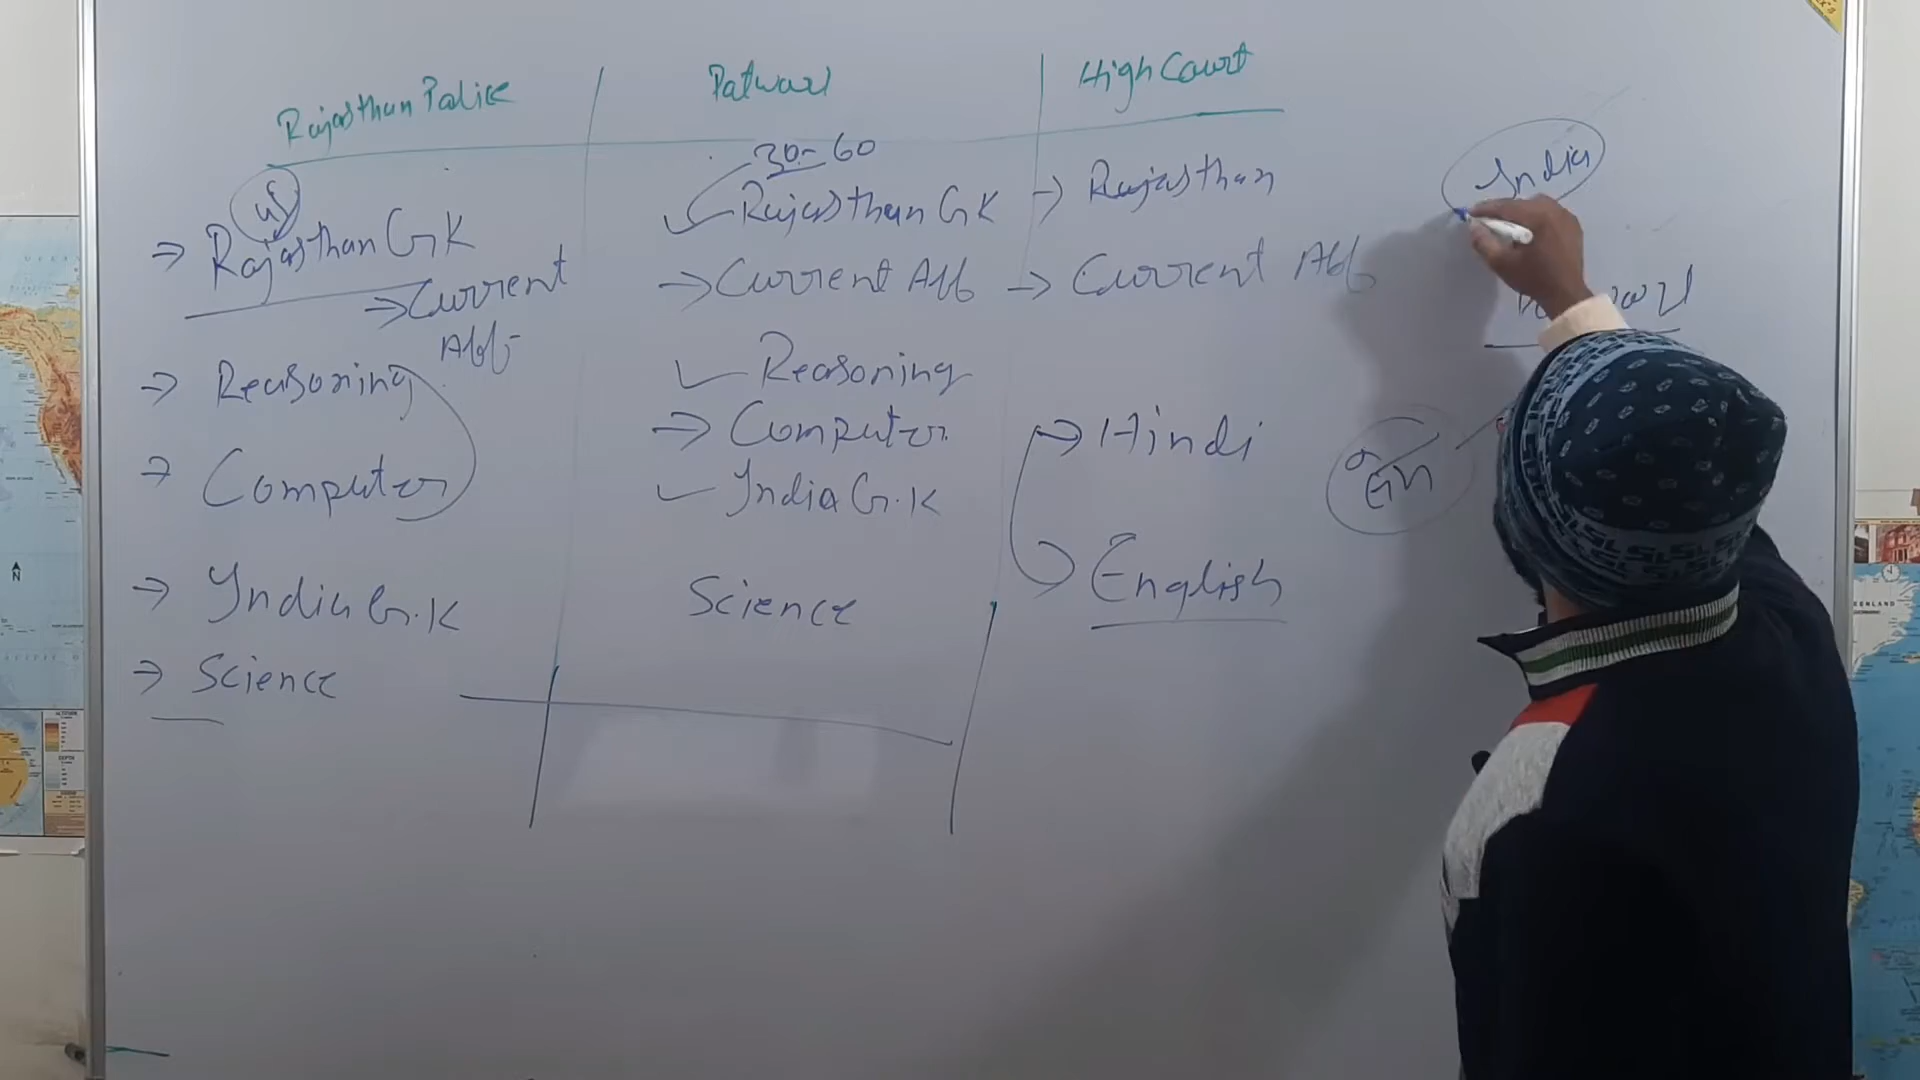 Rajasthan Police
Patwari
High Court
45
Rajasthan GK
→ Current
Aff-
→ Reasoning
→ Computer
→ India G.K
→ Science
30-60
Rajasthan GK
→ Current Aff
Reasoning
→ Computer
India G.K
Science
→ Rajasthan
→ Current Aff
→ Hindi
→ English
India
GREENLAND
N